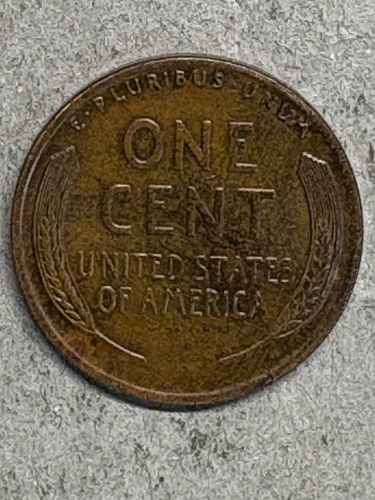 E·PLURIBUS·UNUM
ONE
CENT
UNITED STATES
OF AMERICA